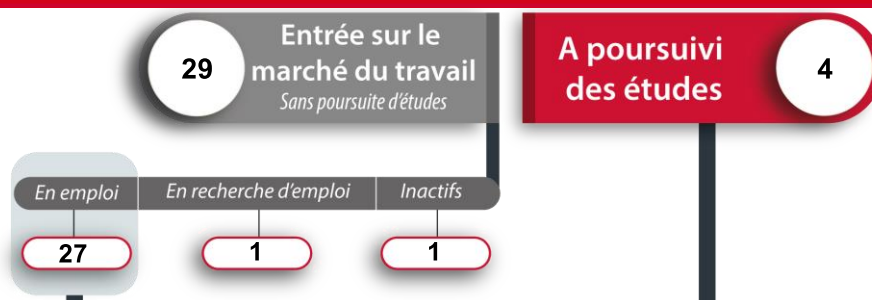 29
Entrée sur le
marché du travail
Sans poursuite d'études
A poursuivi
des études
4
En emploi
En recherche d'emploi
Inactifs
27
1
1